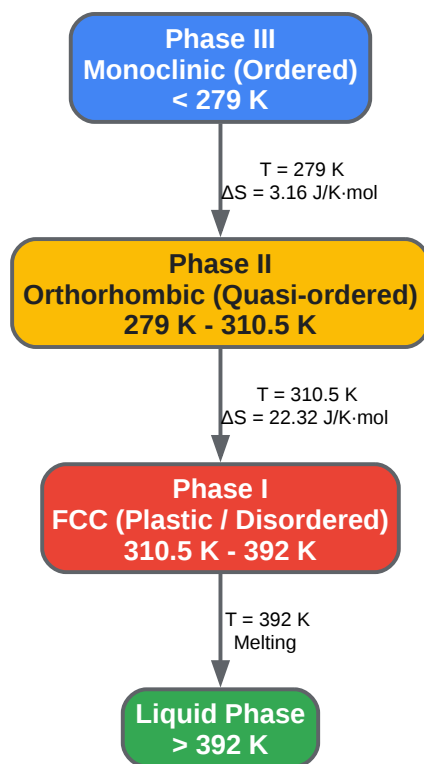 Phase III
Monoclinic (Ordered)
< 279 K
T = 279 K
ΔS = 3.16 J/K·mol
Phase II
Orthorhombic (Quasi-ordered)
279 K - 310.5 K
T = 310.5 K
ΔS = 22.32 J/K·mol
Phase I
FCC (Plastic / Disordered)
310.5 K - 392 K
T = 392 K
Melting
Liquid Phase
> 392 K